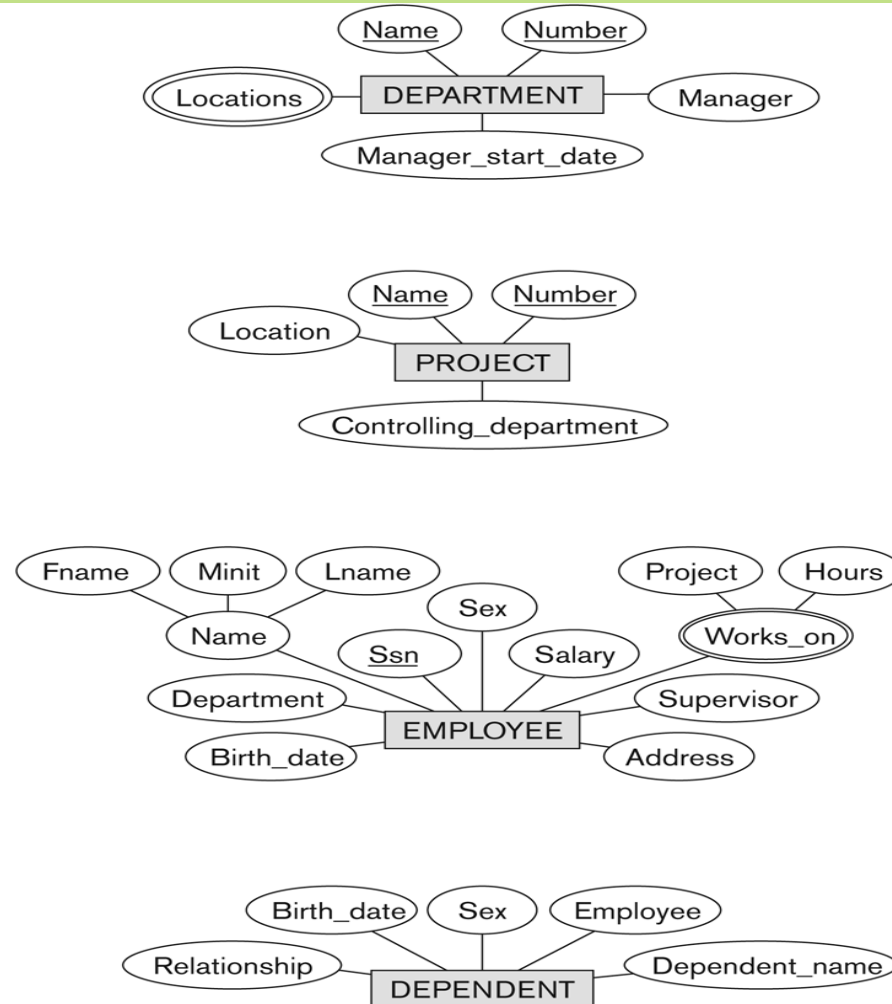 Name Number
Locations DEPARTMENT Manager
Manager_start_date
Name Number
Location
PROJECT
Controlling_department
Fname Minit Lname Project Hours
Sex
Name Works_on
Ssn Salary
Department Supervisor
EMPLOYEE
Birth_date Address
Birth_date Sex Employee
Relationship Dependent_name
DEPENDENT